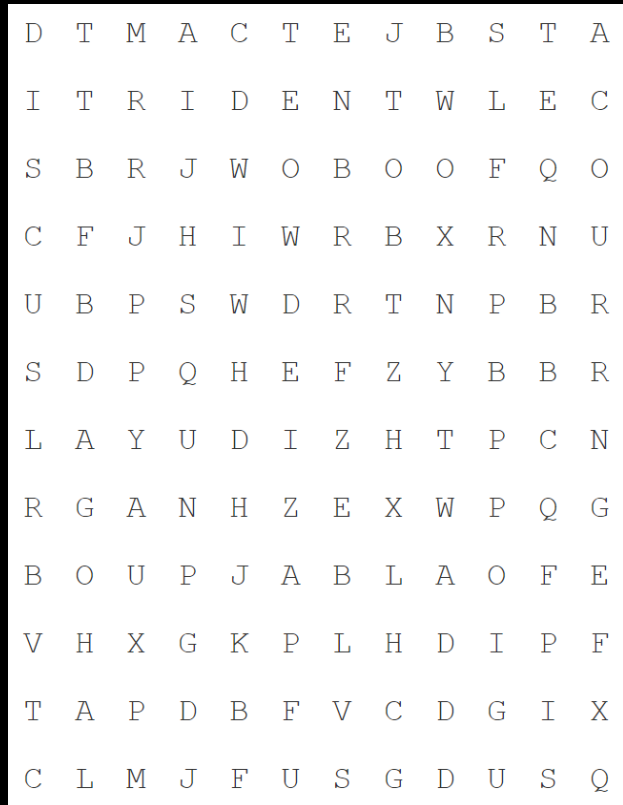 D T M A C T E J B S T A
I T R I D E N T W L E C
S B R J W O B O O F Q O
C F J H I W R B X R N U
U B P S W D R T N P B R
S D P Q H E F Z Y B B R
L A Y U D I Z H T P C N
R G A N H Z E X W P Q G
B O U P J A B L A O F E
V H X G K P L H D I P F
T A P D B F V C D G I X
C L M J F U S G D U S Q